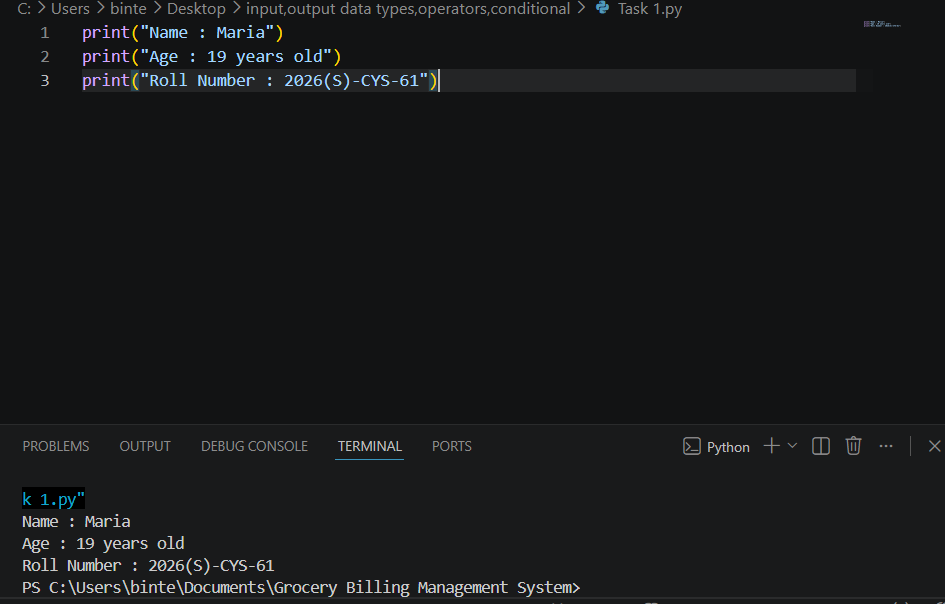 C: > Users > binte > Desktop > input,output data types,operators,conditional > Task 1.py
1 print("Name : Maria")
2 print("Age : 19 years old")
3 print("Roll Number : 2026(S)-CYS-61")
PROBLEMS OUTPUT DEBUG CONSOLE TERMINAL PORTS Python
k 1.py"
Name : Maria
Age : 19 years old
Roll Number : 2026(S)-CYS-61
PS C:\Users\binte\Documents\Grocery Billing Management System>